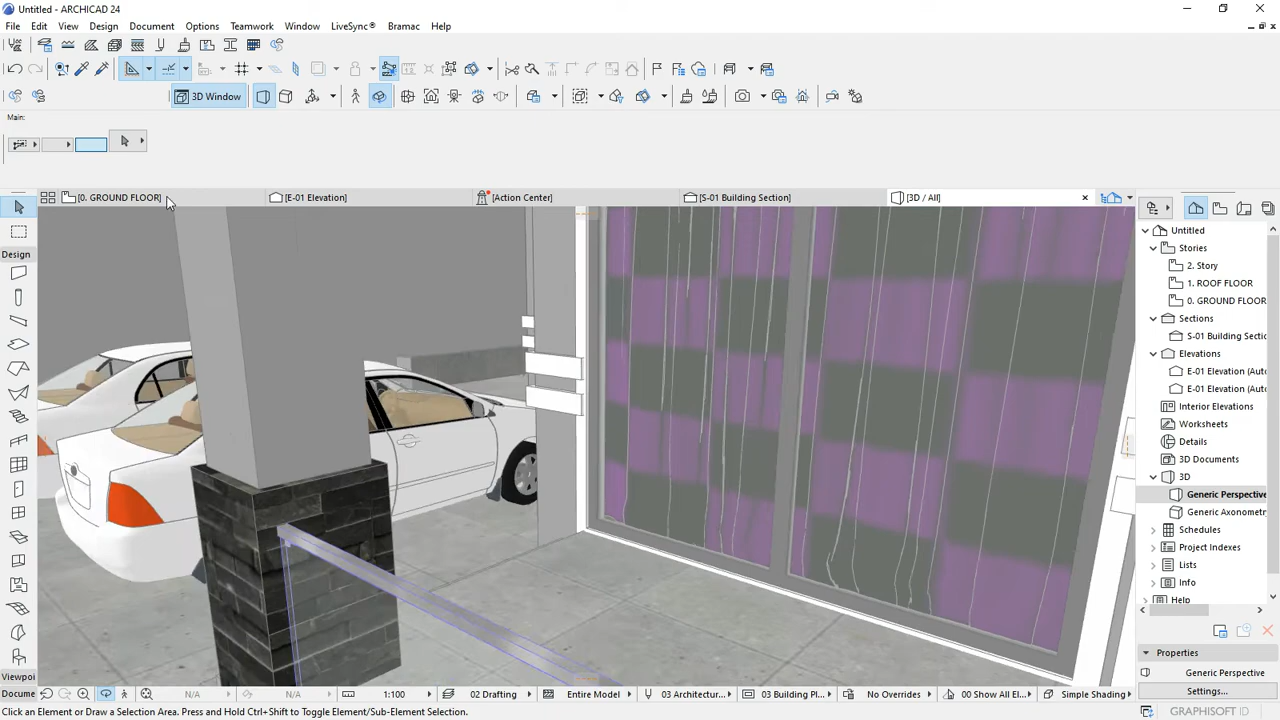 Untitled - ARCHICAD 24
File Edit View Design Document Options Teamwork Window LiveSync® Bramac Help
3D Window
Main:
[0. GROUND FLOOR] [E-01 Elevation] [Action Center] [S-01 Building Section] [3D / All]
Design
Viewpoi
Docume
Untitled
Stories
2. Story
1. ROOF FLOOR
0. GROUND FLOOR
Sections
S-01 Building Section
Elevations
E-01 Elevation (Auto
E-01 Elevation (Auto
Interior Elevations
Worksheets
Details
3D Documents
3D
Generic Perspective
Generic Axonometr
Schedules
Project Indexes
Lists
Info
Help
Properties
Generic Perspective
Settings...
N/A N/A 1:100 02 Drafting Entire Model 03 Architectur... 03 Building Pl... No Overrides 00 Show All El... Simple Shading
Click an Element or Draw a Selection Area. Press and Hold Ctrl+Shift to Toggle Element/Sub-Element Selection.
GRAPHISOFT ID